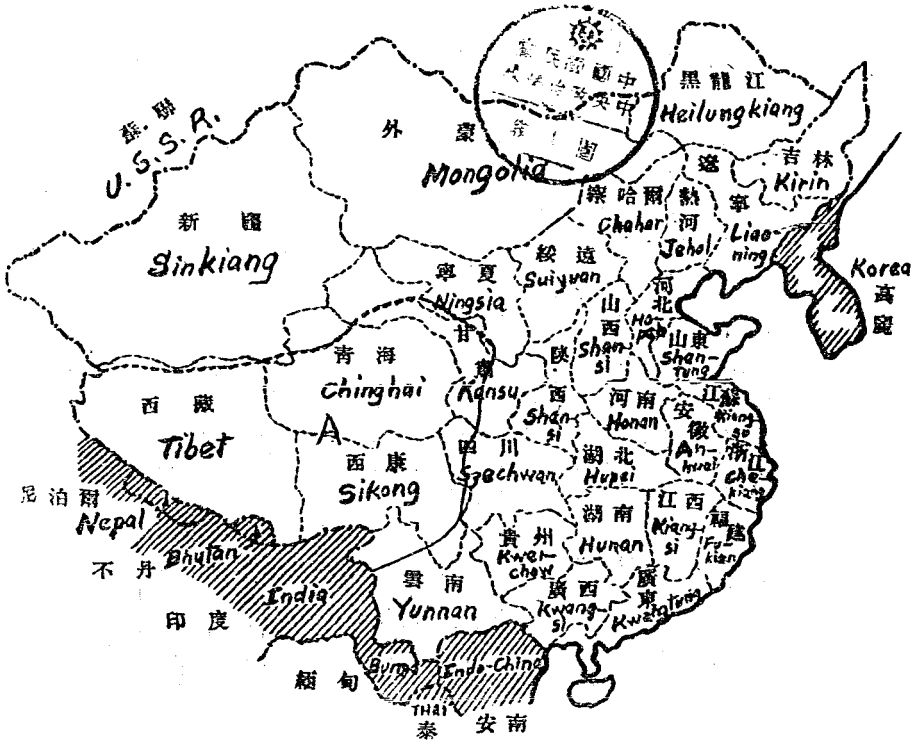 蘇聯
U.S.S.R.
外蒙
Mongolia
黑龍江
Heilungkiang
吉林
Kirin
遼寧
Liaoning
察哈爾
Chahar
熱河
Jehol
新疆
Sinkiang
綏遠
Suiyuan
寧夏
Ningsia
Korea
高麗
河北
Hopeh
山西
Shansi
山東
Shantung
甘肅
Kansu
青海
Chinghai
陝西
Shansi
河南
Honan
安徽
Anhwei
江蘇
Kiangsu
西藏
Tibet
A
西康
Sikong
四川
Szechwan
湖北
Hupei
浙江
Chekiang
尼泊爾
Nepal
不丹
Bhutan
印度
India
雲南
Yunnan
貴州
Kweichow
湖南
Hunan
江西
Kiangsi
福建
Fukien
廣西
Kwangsi
廣東
Kwangtung
緬甸
Burma
Indo-China
Thai
泰
安南